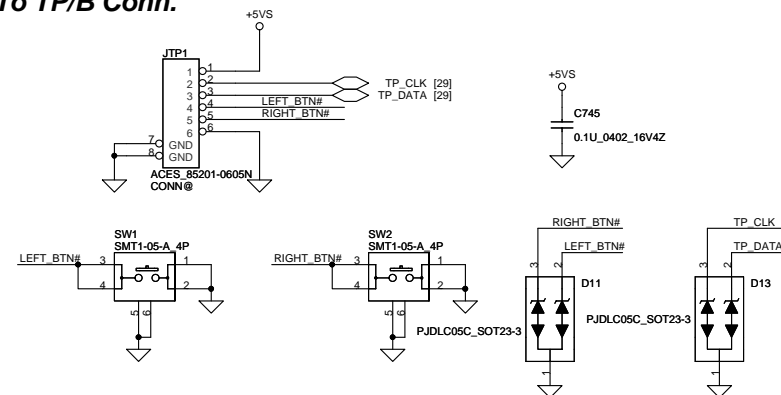 To TP/B Conn.
+5VS
JTP1
1 1
2 2 TP_CLK [29]
3 3 TP_DATA [29]
4 4 LEFT_BTN#
5 5 RIGHT_BTN#
6 6
7 GND
8 GND
ACES_85201-0605N
CONN@
+5VS
C745
0.1U_0402_16V4Z
SW1
SMT1-05-A_4P
LEFT_BTN# 3 1
4 2
5 6
SW2
SMT1-05-A_4P
RIGHT_BTN# 3 1
4 2
5 6
RIGHT_BTN#
LEFT_BTN#
3 2
D11
PJDLC05C_SOT23-3
1
TP_CLK
TP_DATA
3 2
D13
PJDLC05C_SOT23-3
1